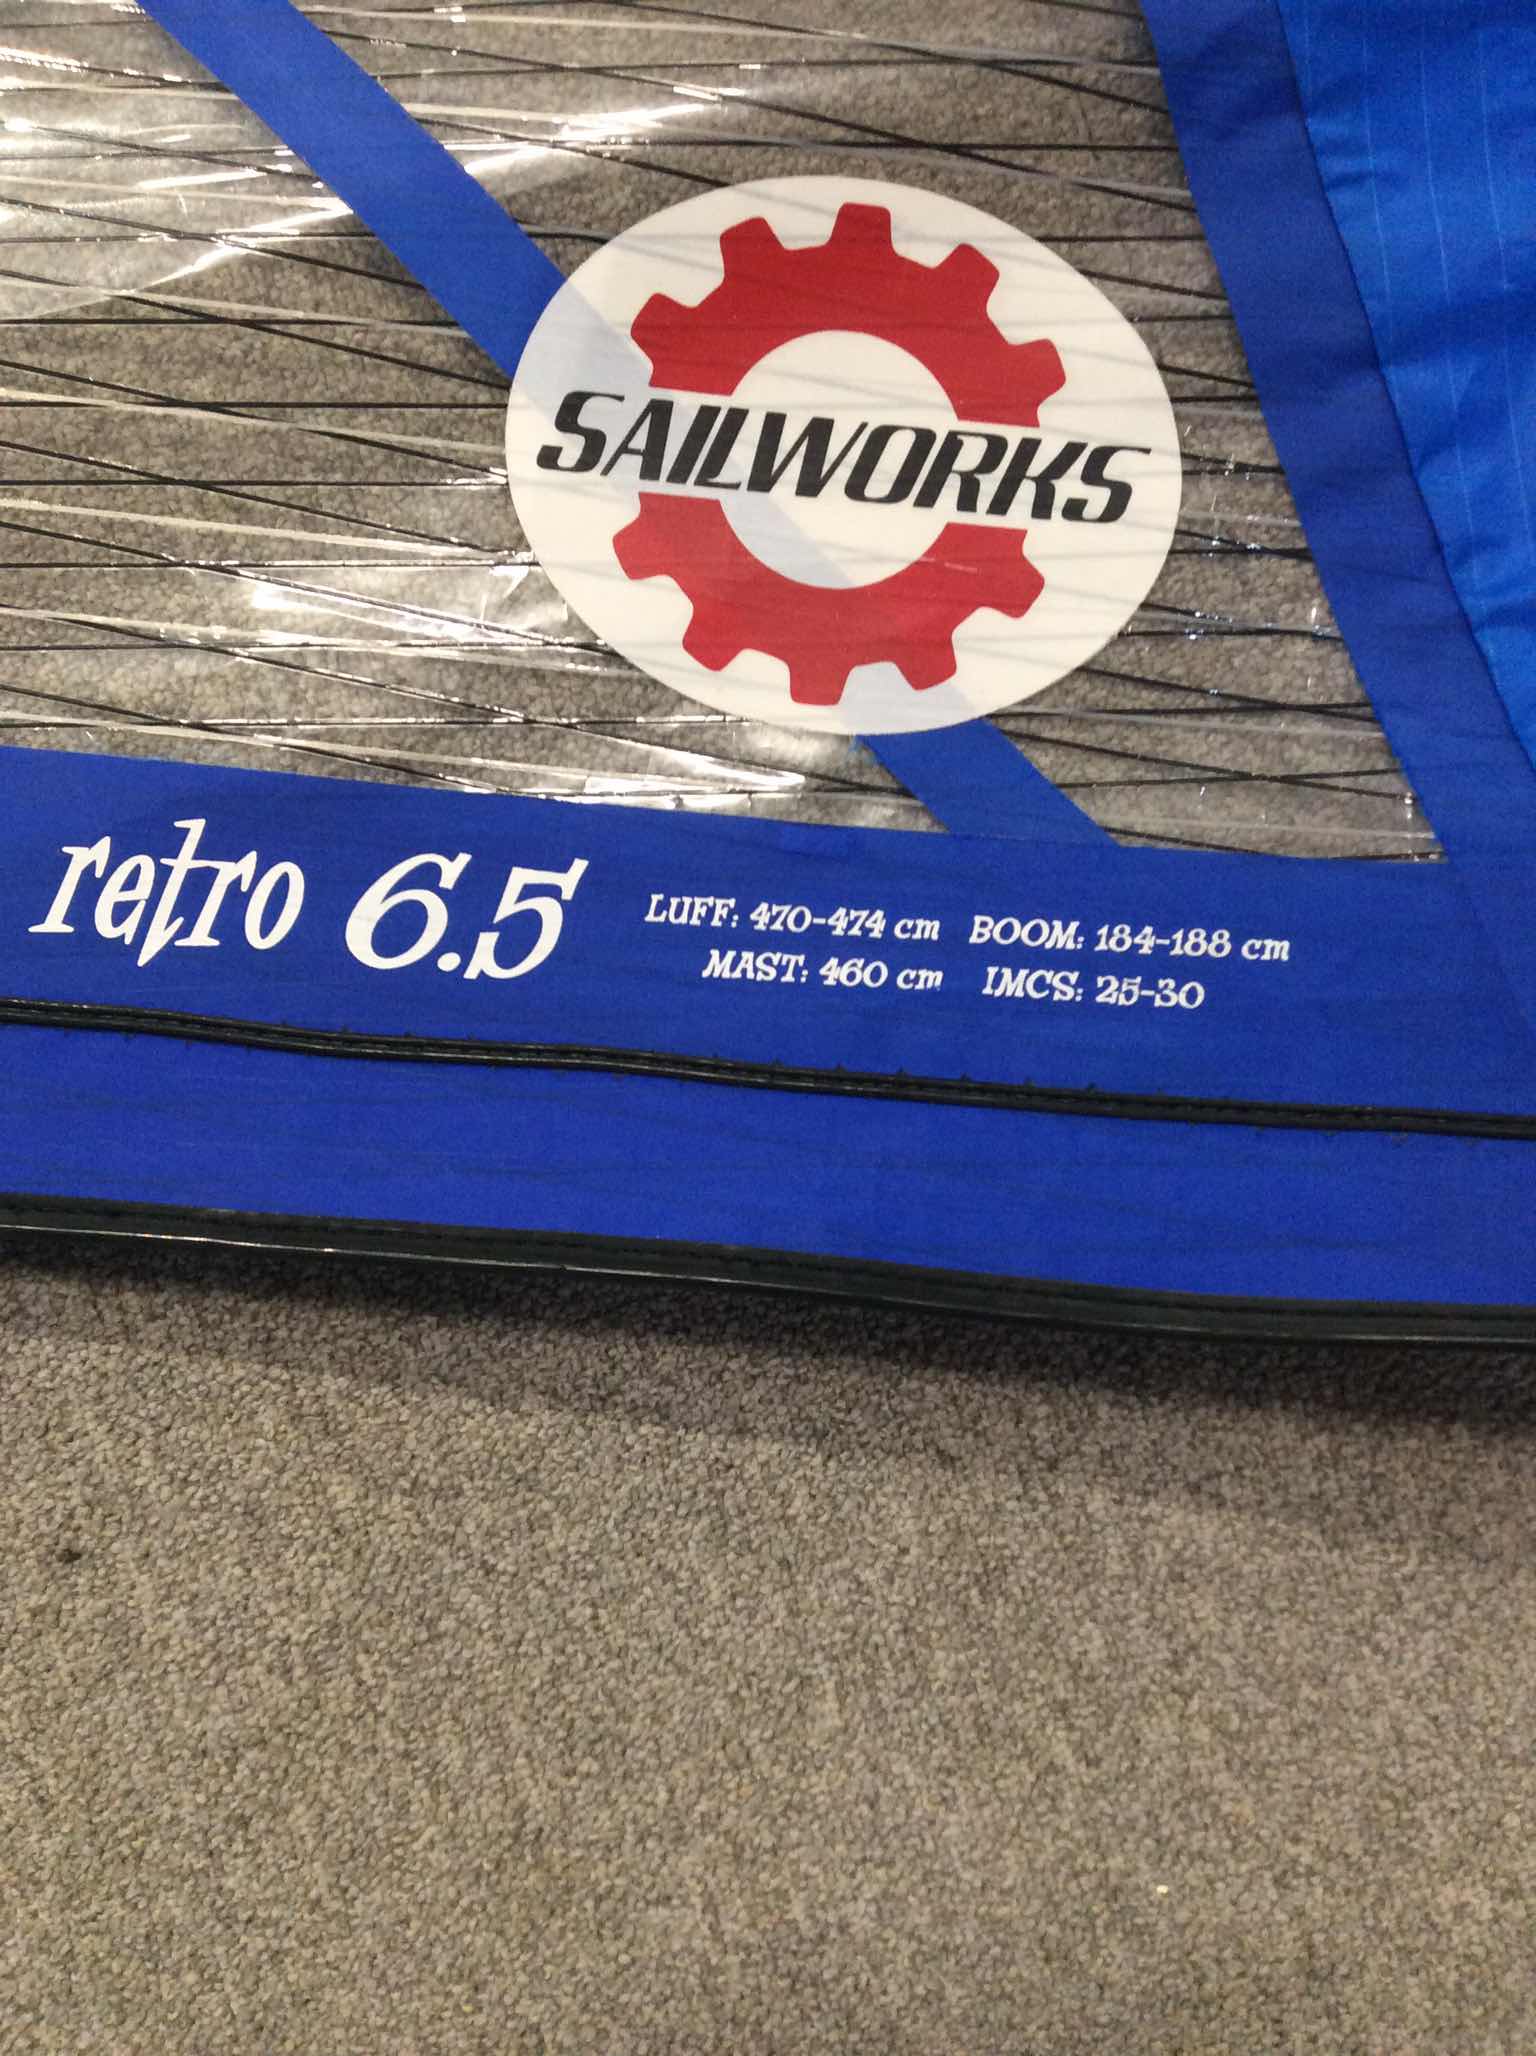 SAILWORKS
retro 6.5
LUFF: 470-474 cm BOOM: 184-188 cm
MAST: 460 cm IMCS: 25-30